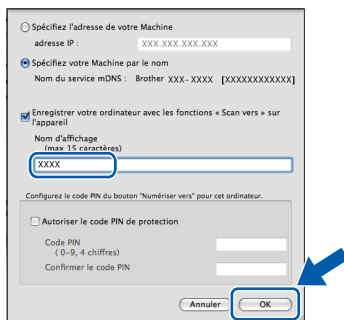 Spécifiez l'adresse de votre Machine
adresse IP : XXX.XXX.XXX.XXX
Spécifiez votre Machine par le nom
Nom du service mDNS : Brother XXX-XXXX [XXXXXXXXXXXX]
Enregistrer votre ordinateur avec les fonctions « Scan vers » sur
l'appareil
Nom d'affichage
(max 15 caractères)
XXXX
Configurez le code PIN du bouton "Numériser vers" pour cet ordinateur.
Autoriser le code PIN de protection
Code PIN
( 0-9, 4 chiffres)
Confirmer le code PIN
Annuler OK